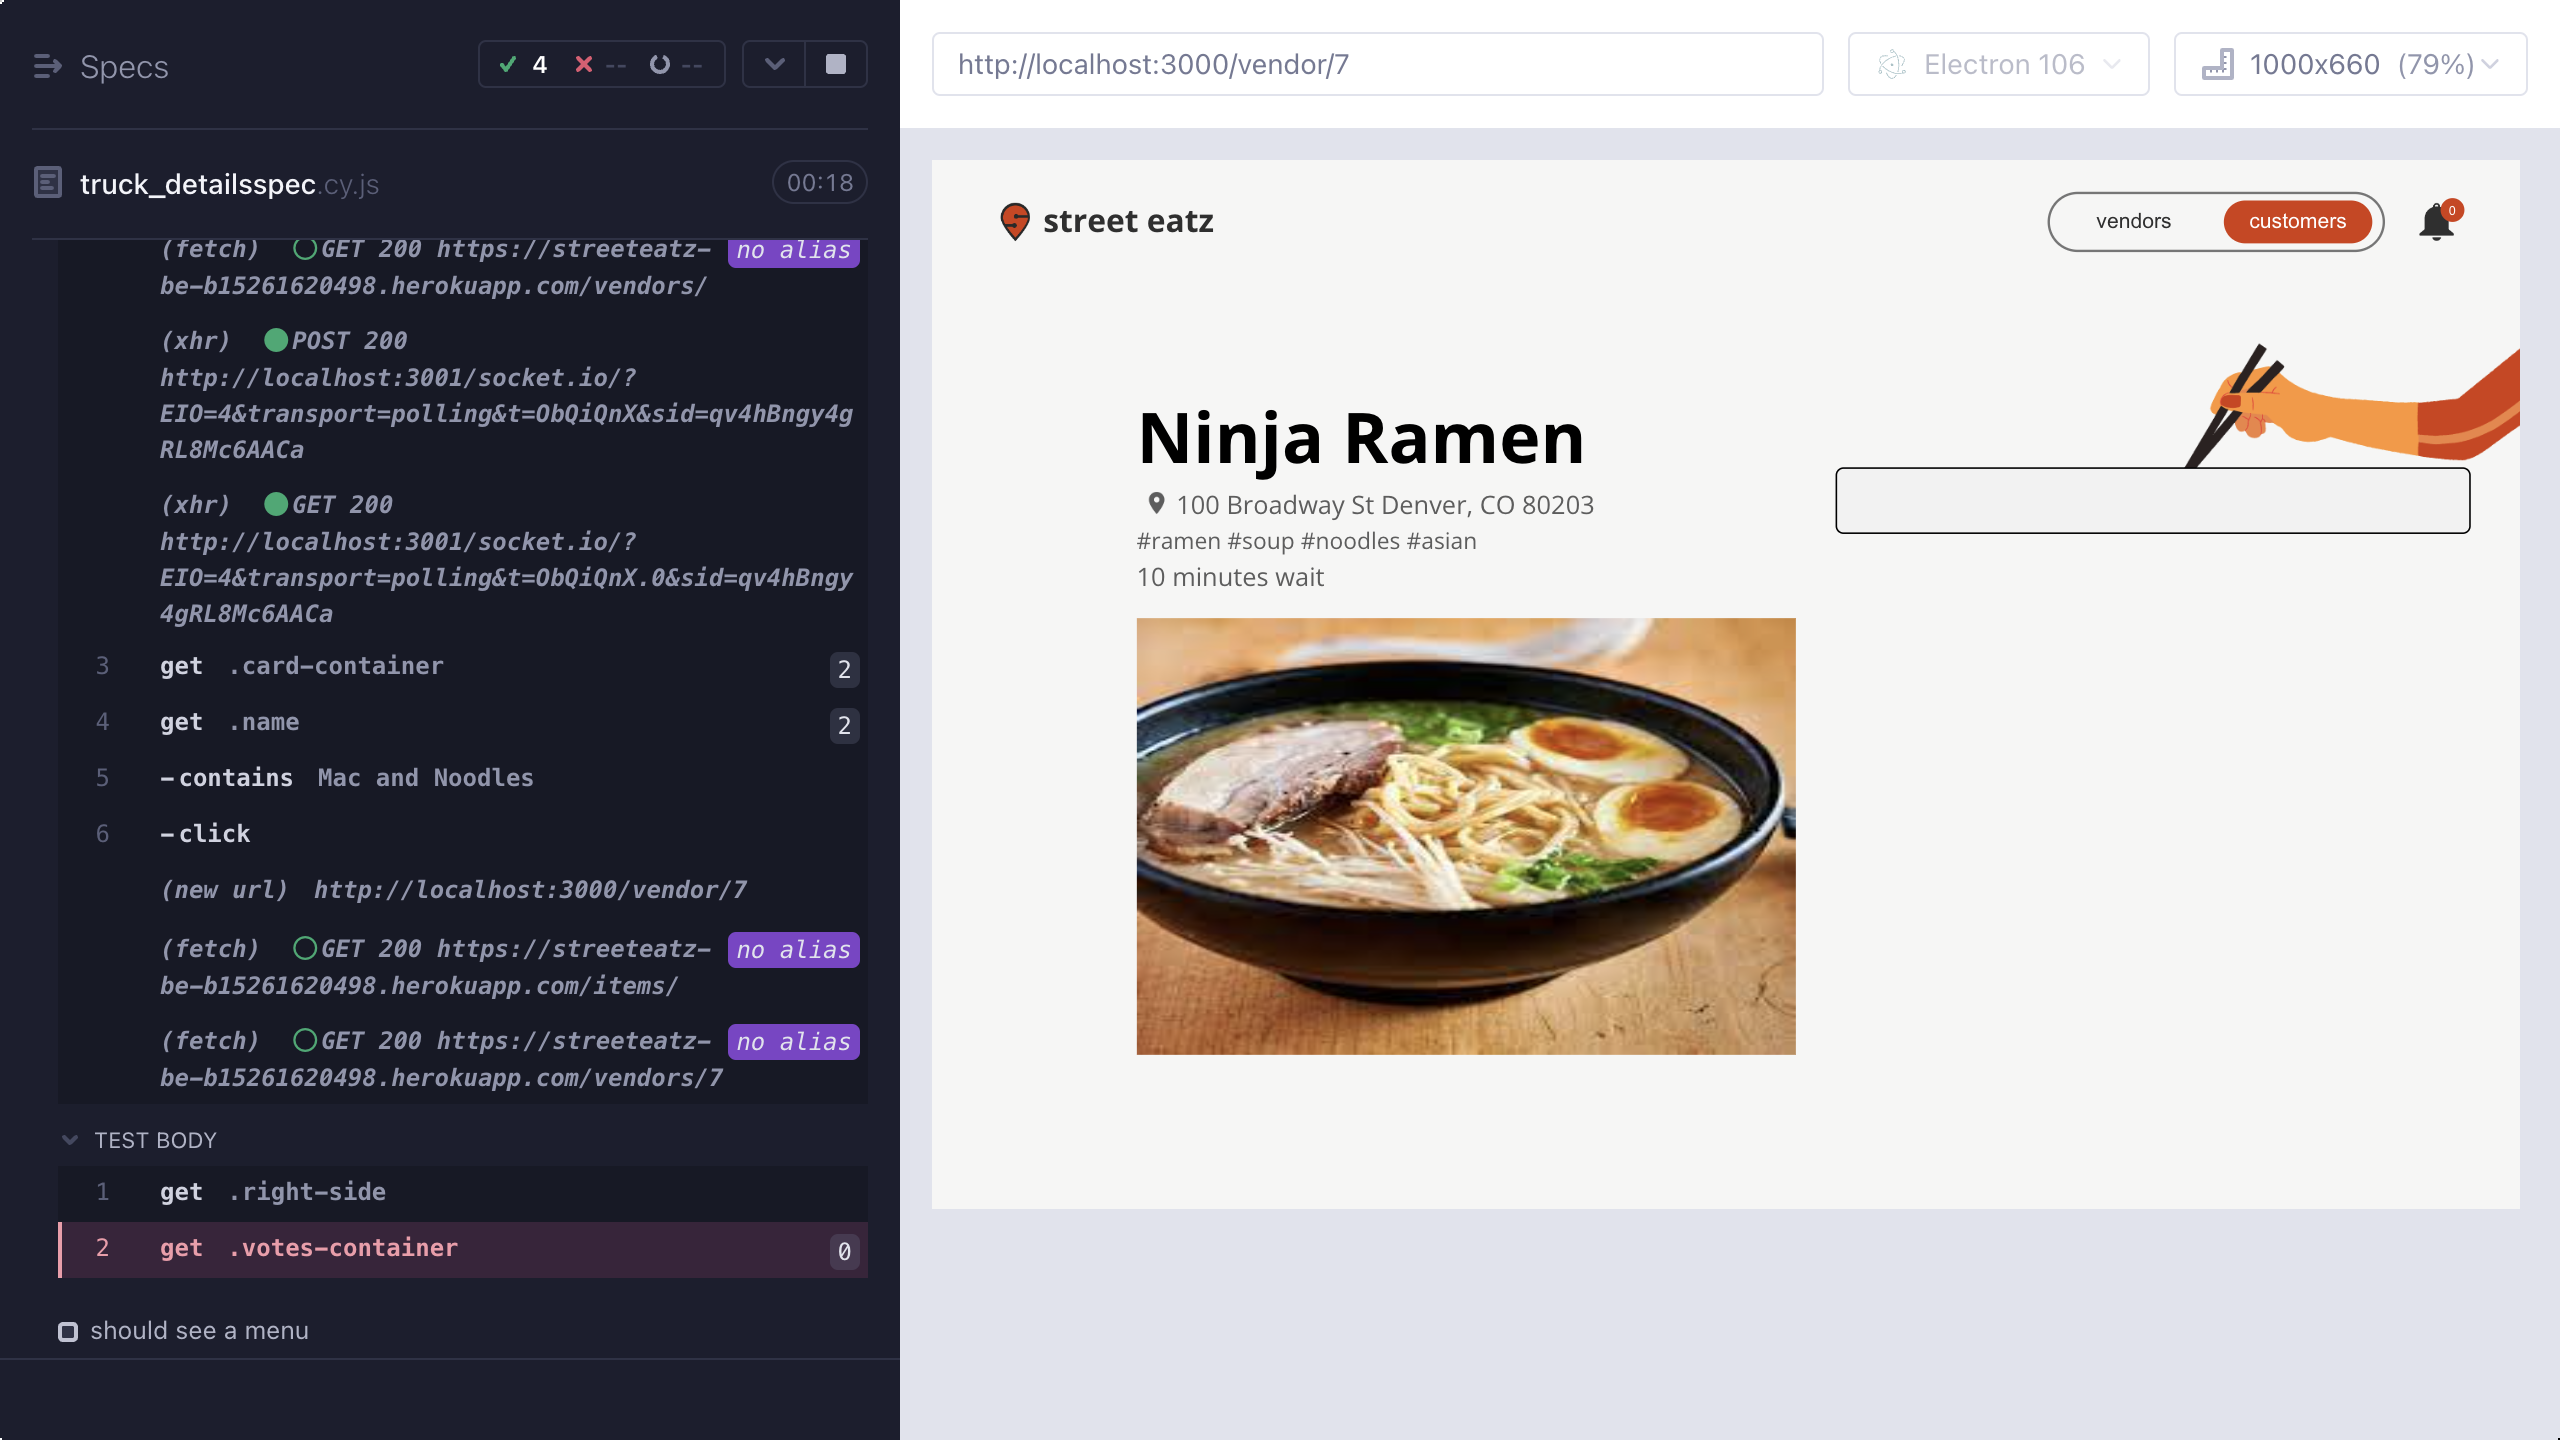 Specs
4 -- --
truck_detailsspec.cy.js 00:18
(fetch) GET 200 https://streeteatz- no alias
be-b15261620498.herokuapp.com/vendors/
(xhr) POST 200
http://localhost:3001/socket.io/?
EIO=4&transport=polling&t=ObQiQnX&sid=qv4hBngy4g
RL8Mc6AACa
(xhr) GET 200
http://localhost:3001/socket.io/?
EIO=4&transport=polling&t=ObQiQnX.0&sid=qv4hBngy
4gRL8Mc6AACa
3 get .card-container 2
4 get .name 2
5 -contains Mac and Noodles
6 -click
(new url) http://localhost:3000/vendor/7
(fetch) GET 200 https://streeteatz- no alias
be-b15261620498.herokuapp.com/items/
(fetch) GET 200 https://streeteatz- no alias
be-b15261620498.herokuapp.com/vendors/7
TEST BODY
1 get .right-side
2 get .votes-container 0
should see a menu
http://localhost:3000/vendor/7 Electron 106 1000x660 (79%)
street eatz vendors customers 0
Ninja Ramen
100 Broadway St Denver, CO 80203
#ramen #soup #noodles #asian
10 minutes wait